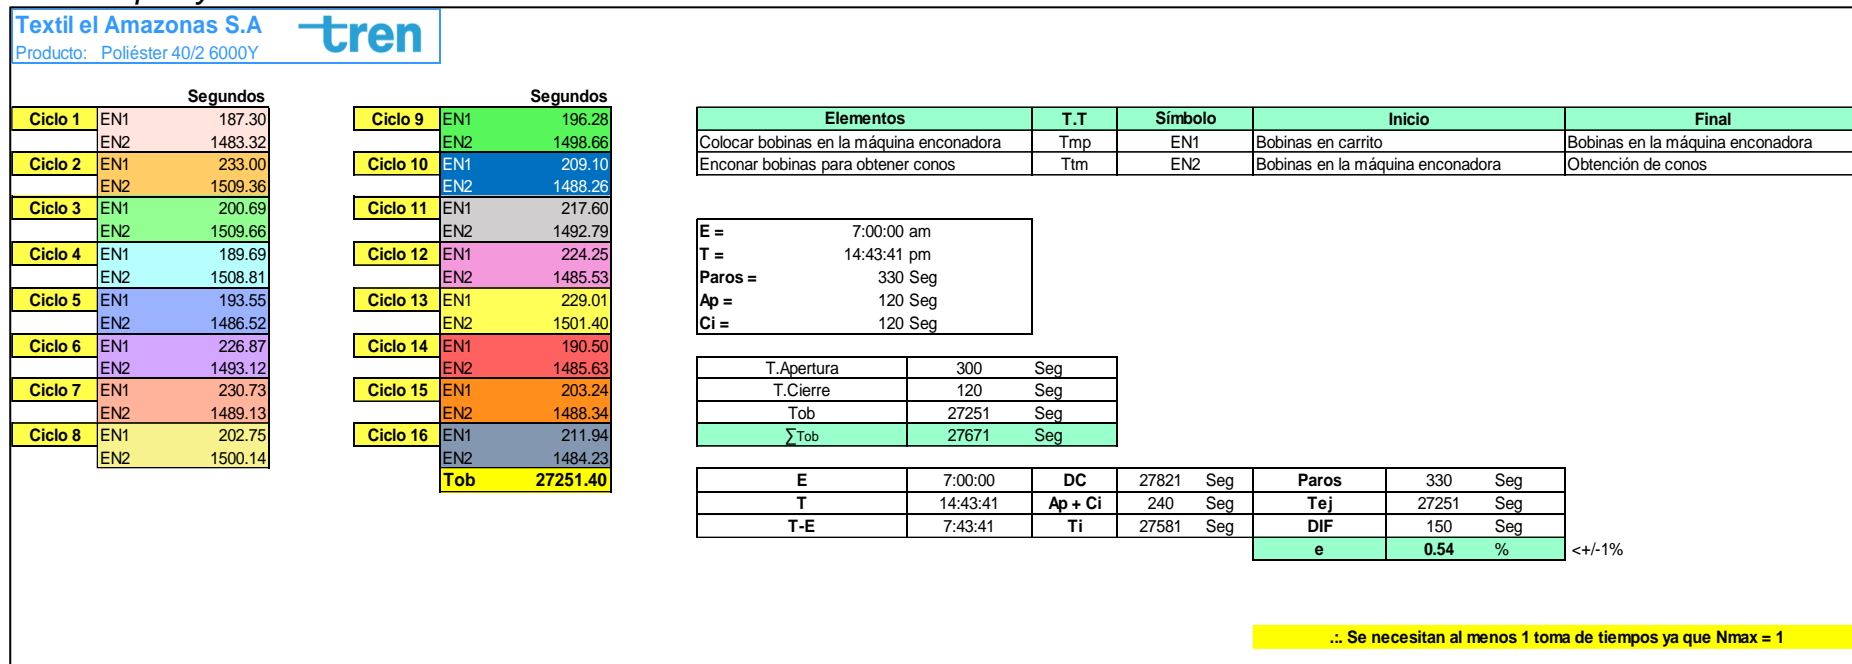 Textil el Amazonas S.A
tren
Producto: Poliéster 40/2 6000Y
Segundos
Ciclo 1 EN1 187.30
EN2 1483.32
Ciclo 2 EN1 233.00
EN2 1509.36
Ciclo 3 EN1 200.69
EN2 1509.66
Ciclo 4 EN1 189.69
EN2 1508.81
Ciclo 5 EN1 193.55
EN2 1486.52
Ciclo 6 EN1 226.87
EN2 1493.12
Ciclo 7 EN1 230.73
EN2 1489.13
Ciclo 8 EN1 202.75
EN2 1500.14
Segundos
Ciclo 9 EN1 196.28
EN2 1498.66
Ciclo 10 EN1 209.10
EN2 1488.26
Ciclo 11 EN1 217.60
EN2 1492.79
Ciclo 12 EN1 224.25
EN2 1485.53
Ciclo 13 EN1 229.01
EN2 1501.40
Ciclo 14 EN1 190.50
EN2 1485.63
Ciclo 15 EN1 203.24
EN2 1488.34
Ciclo 16 EN1 211.94
EN2 1484.23
Tob 27251.40
Elementos T.T Símbolo Inicio Final
Colocar bobinas en la máquina enconadora Tmp EN1 Bobinas en carrito Bobinas en la máquina enconadora
Enconar bobinas para obtener conos Ttm EN2 Bobinas en la máquina enconadora Obtención de conos
E = 7:00:00 am
T = 14:43:41 pm
Paros = 330 Seg
Ap = 120 Seg
Ci = 120 Seg
T.Apertura 300 Seg
T.Cierre 120 Seg
Tob 27251 Seg
∑Tob 27671 Seg
E 7:00:00 DC 27821 Seg Paros 330 Seg
T 14:43:41 Ap + Ci 240 Seg Tej 27251 Seg
T-E 7:43:41 Ti 27581 Seg DIF 150 Seg
e 0.54 % <+/-1%
.:. Se necesitan al menos 1 toma de tiempos ya que Nmax = 1